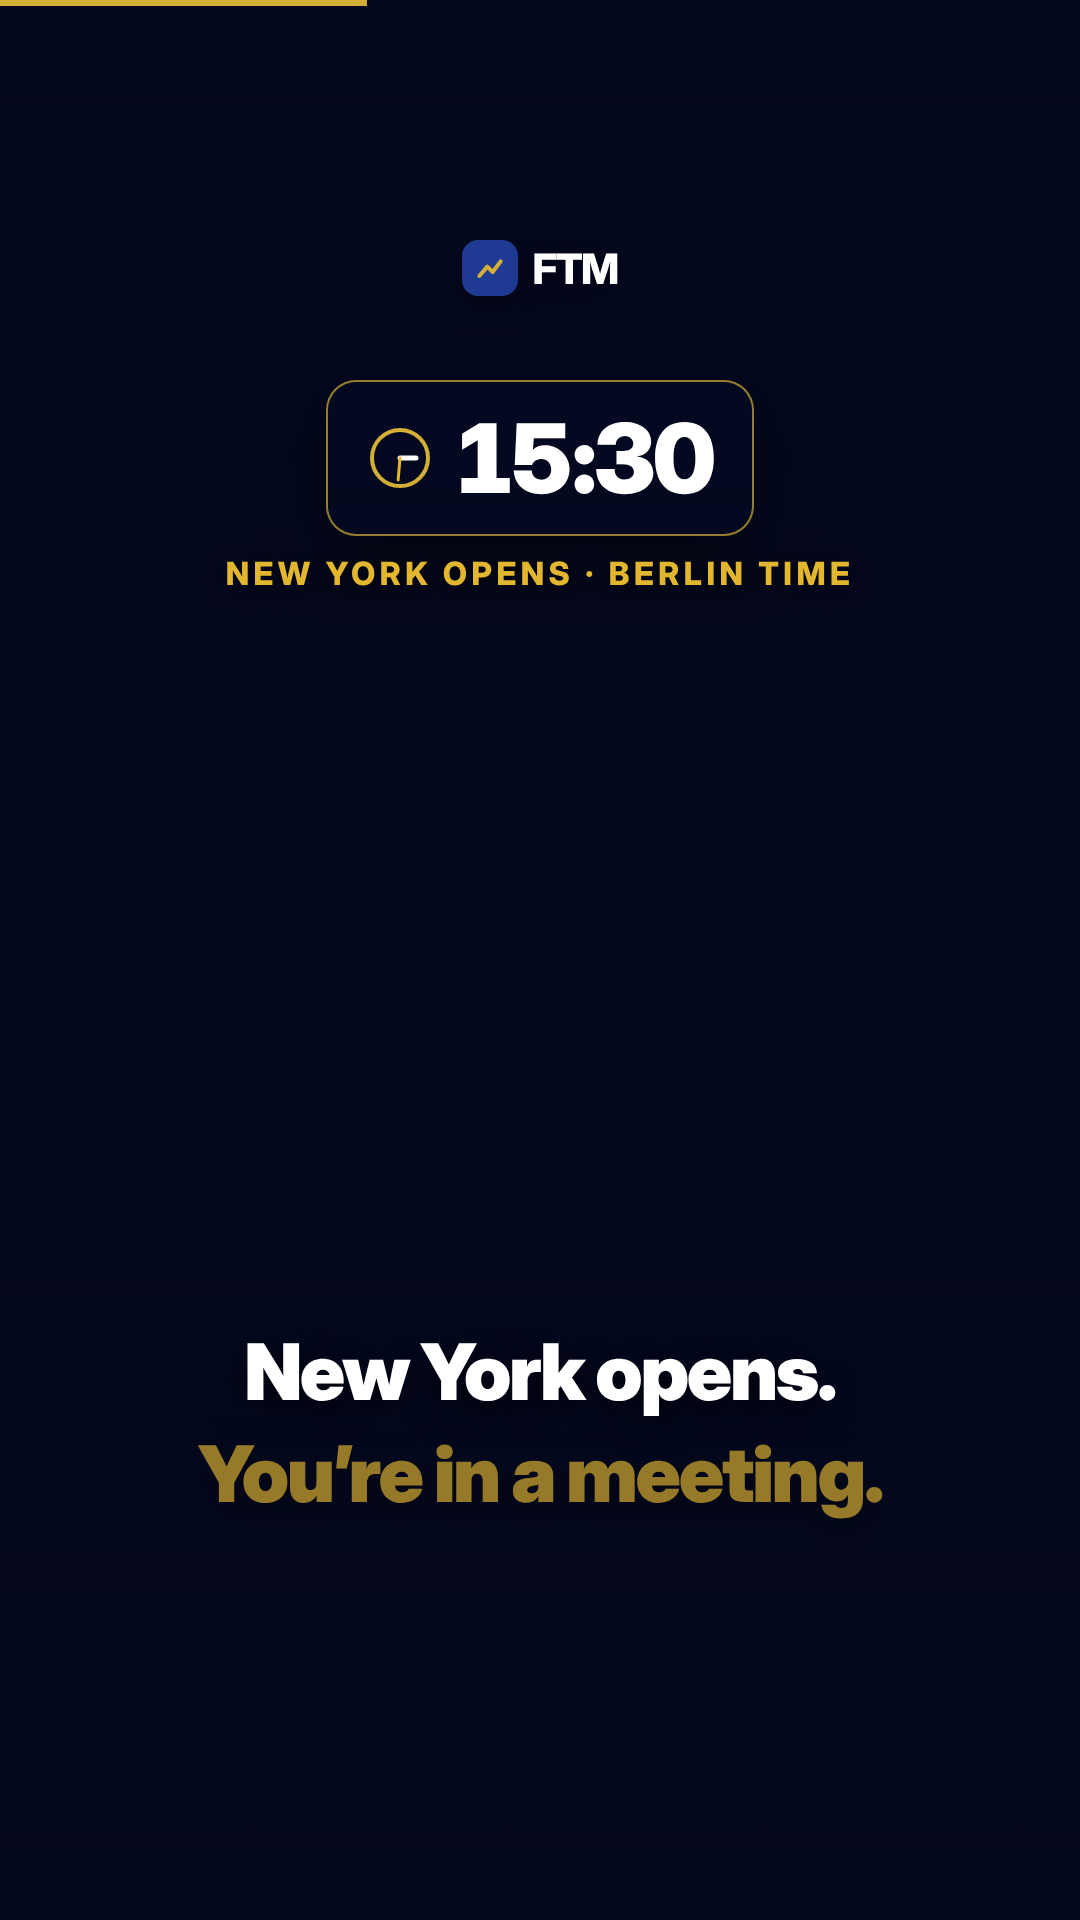 FTM
15:30
NEW YORK OPENS · BERLIN TIME
New York opens.
You’re in a meeting.